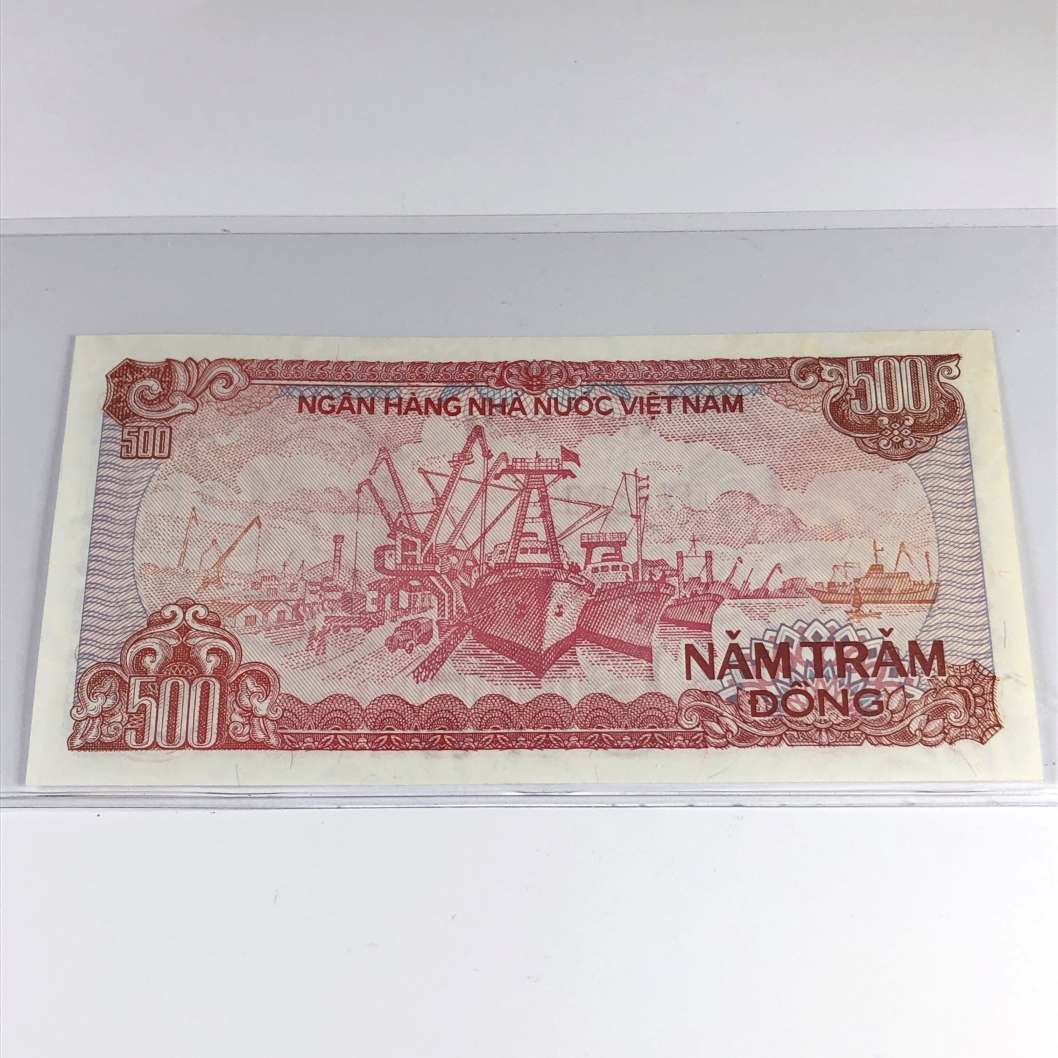 500
NGÂN HÀNG NHÀ NƯỚC VIỆT NAM
500
500
NĂM TRĂM
ĐỒNG